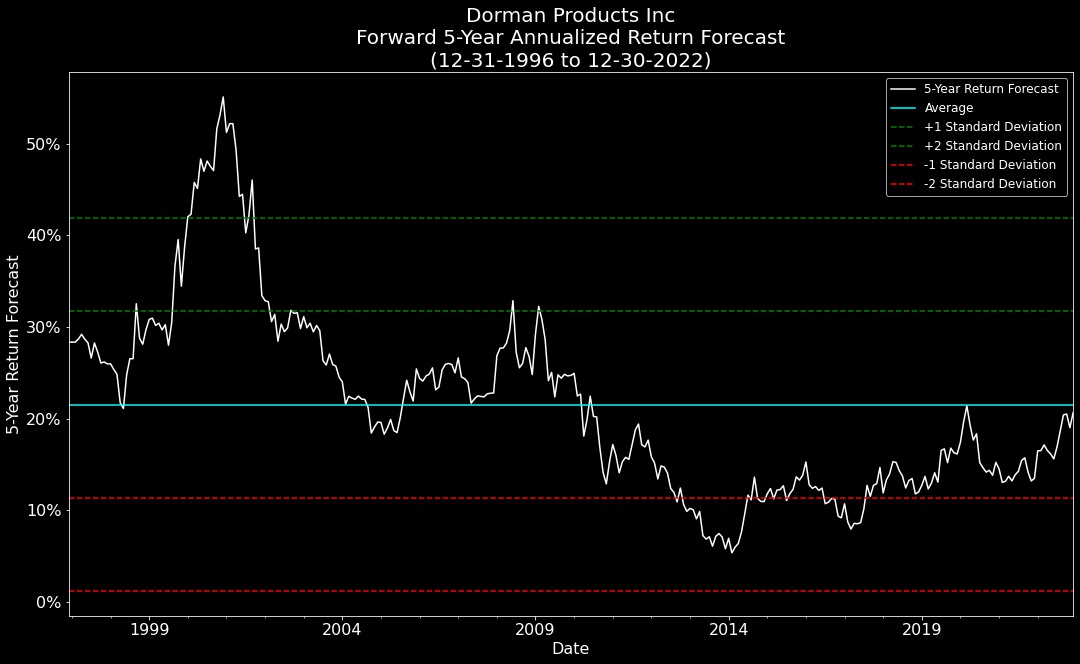 Dorman Products Inc
Forward 5-Year Annualized Return Forecast
(12-31-1996 to 12-30-2022)
5-Year Return Forecast
Average
+1 Standard Deviation
+2 Standard Deviation
-1 Standard Deviation
-2 Standard Deviation
5-Year Return Forecast
50%
40%
30%
20%
10%
0%
1999
2004
2009
2014
2019
Date